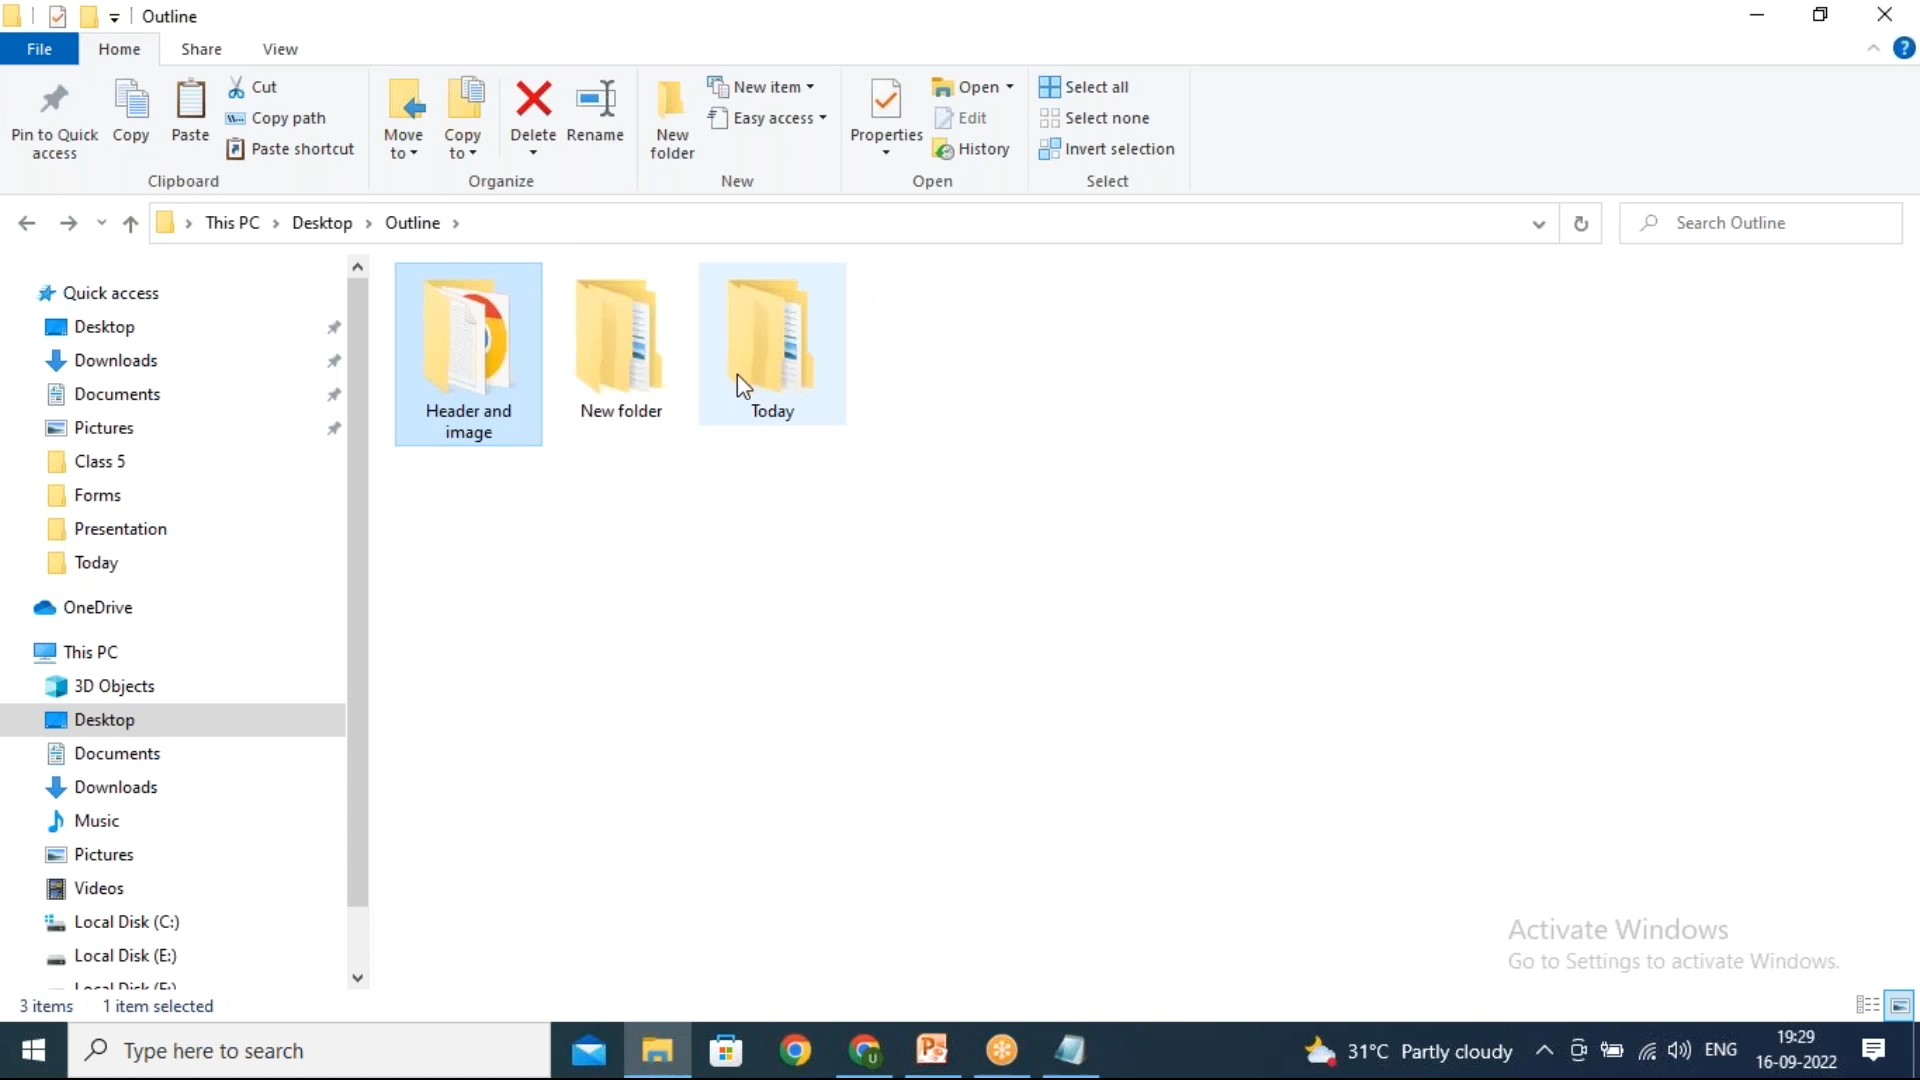 Outline
File Home Share View
Pin to Quick access
Copy
Paste
Cut
Copy path
Paste shortcut
Clipboard
Move to
Copy to
Delete
Rename
Organize
New folder
New item
Easy access
New
Properties
Open
Edit
History
Open
Select all
Select none
Invert selection
Select
This PC Desktop Outline
Search Outline
Quick access
Desktop
Downloads
Documents
Pictures
Class 5
Forms
Presentation
Today
OneDrive
This PC
3D Objects
Desktop
Documents
Downloads
Music
Pictures
Videos
Local Disk (C:)
Local Disk (E:)
Header and
image
New folder
Today
Activate Windows
Go to Settings to activate Windows.
3 items 1 item selected
Type here to search
31°C Partly cloudy
ENG
19:29
16-09-2022